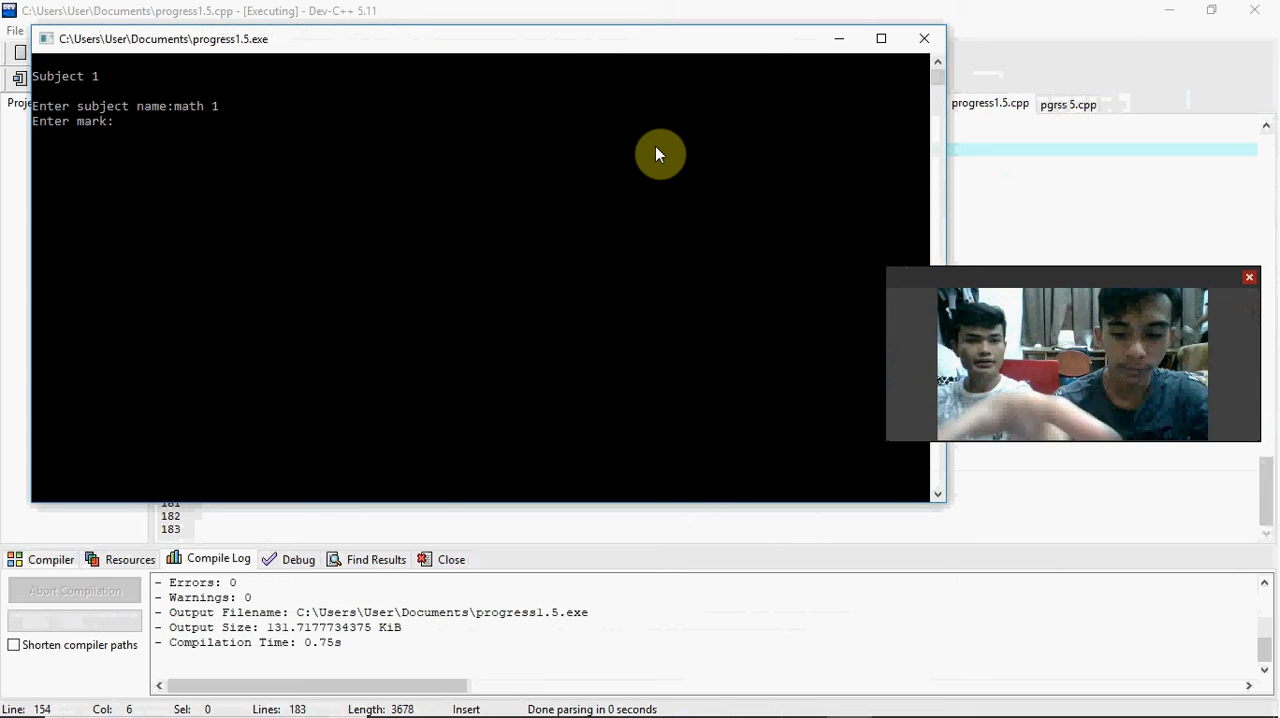 C:\Users\User\Documents\progress1.5.cpp - [Executing] - Dev-C++ 5.11
File
C:\Users\User\Documents\progress1.5.exe
Subject 1
Enter subject name:math 1
Enter mark:
Proje
progress1.5.cpp
pgrss 5.cpp
181
182
183
Compiler
Resources
Compile Log
Debug
Find Results
Close
Abort Compilation
Shorten compiler paths
- Errors: 0
- Warnings: 0
- Output Filename: C:\Users\User\Documents\progress1.5.exe
- Output Size: 131.7177734375 KiB
- Compilation Time: 0.75s
Line: 154 Col: 6 Sel: 0 Lines: 183 Length: 3678 Insert Done parsing in 0 seconds